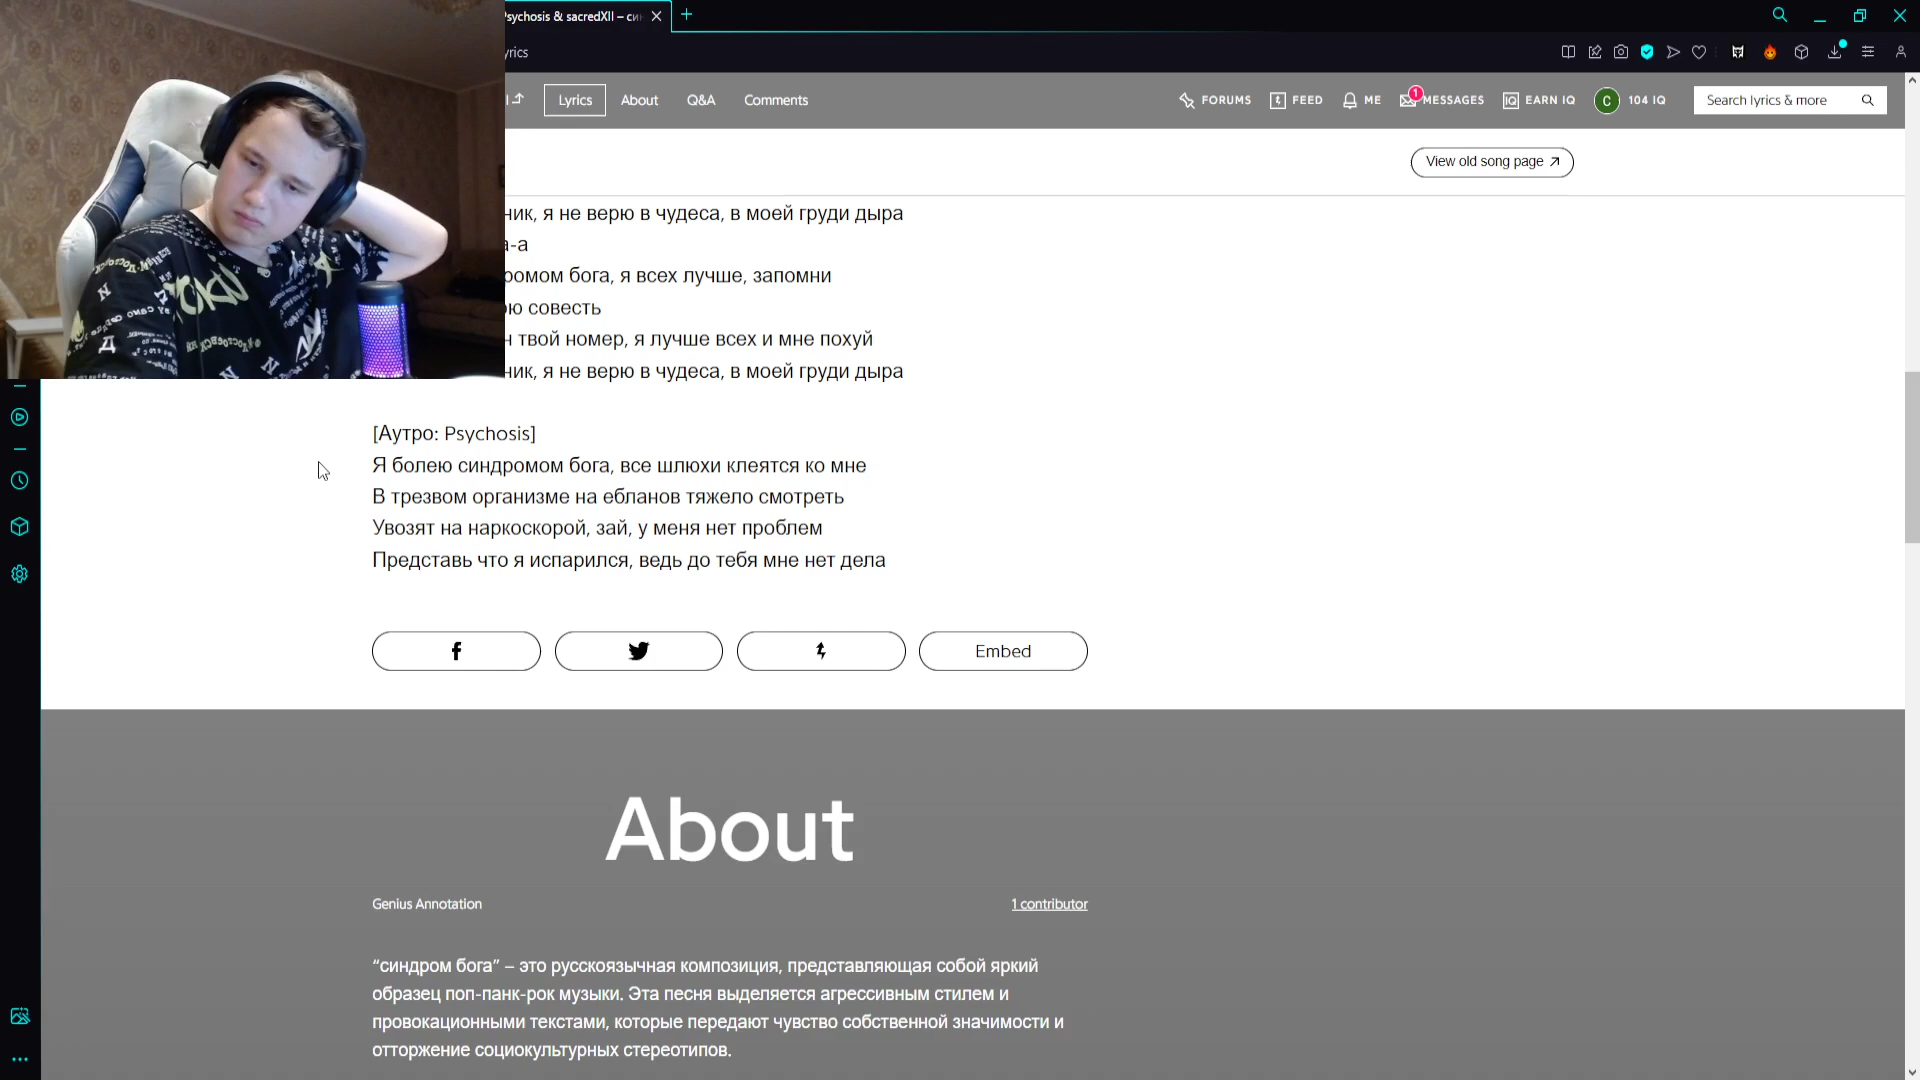 Psychosis & sacredXII – си
yrics
Lyrics
About
Q&A
Comments
FORUMS
FEED
ME
1
MESSAGES
EARN IQ
C
104 IQ
Search lyrics & more
View old song page
ник, я не верю в чудеса, в моей груди дыра
а-а
ромом бога, я всех лучше, запомни
ою совесть
н твой номер, я лучше всех и мне похуй
ник, я не верю в чудеса, в моей груди дыра
[Аутро: Psychosis]
Я болею синдромом бога, все шлюхи клеятся ко мне
В трезвом организме на ебланов тяжело смотреть
Увозят на наркоскорой, зай, у меня нет проблем
Представь что я испарился, ведь до тебя мне нет дела
Embed
About
Genius Annotation
1 contributor
“синдром бога” – это русскоязычная композиция, представляющая собой яркий
образец поп-панк-рок музыки. Эта песня выделяется агрессивным стилем и
провокационными текстами, которые передают чувство собственной значимости и
отторжение социокультурных стереотипов.